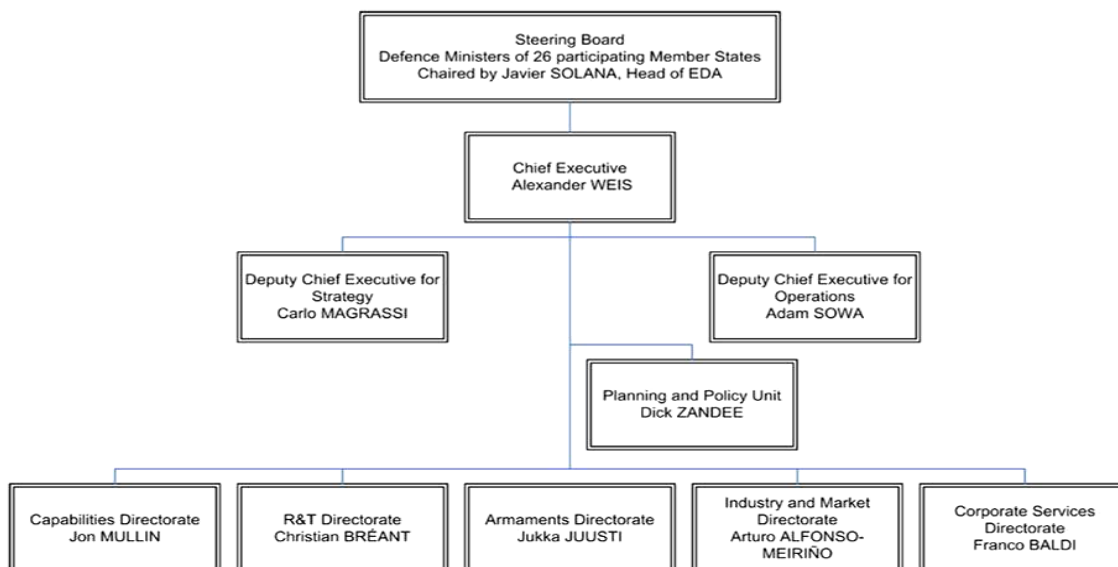 Steering Board
Defence Ministers of 26 participating Member States
Chaired by Javier SOLANA, Head of EDA
Chief Executive
Alexander WEIS
Deputy Chief Executive for
Strategy
Carlo MAGRASSI
Deputy Chief Executive for
Operations
Adam SOWA
Planning and Policy Unit
Dick ZANDEE
Capabilities Directorate
Jon MULLIN
R&T Directorate
Christian BRÉANT
Armaments Directorate
Jukka JUUSTI
Industry and Market
Directorate
Arturo ALFONSO-
MEIRIÑO
Corporate Services
Directorate
Franco BALDI